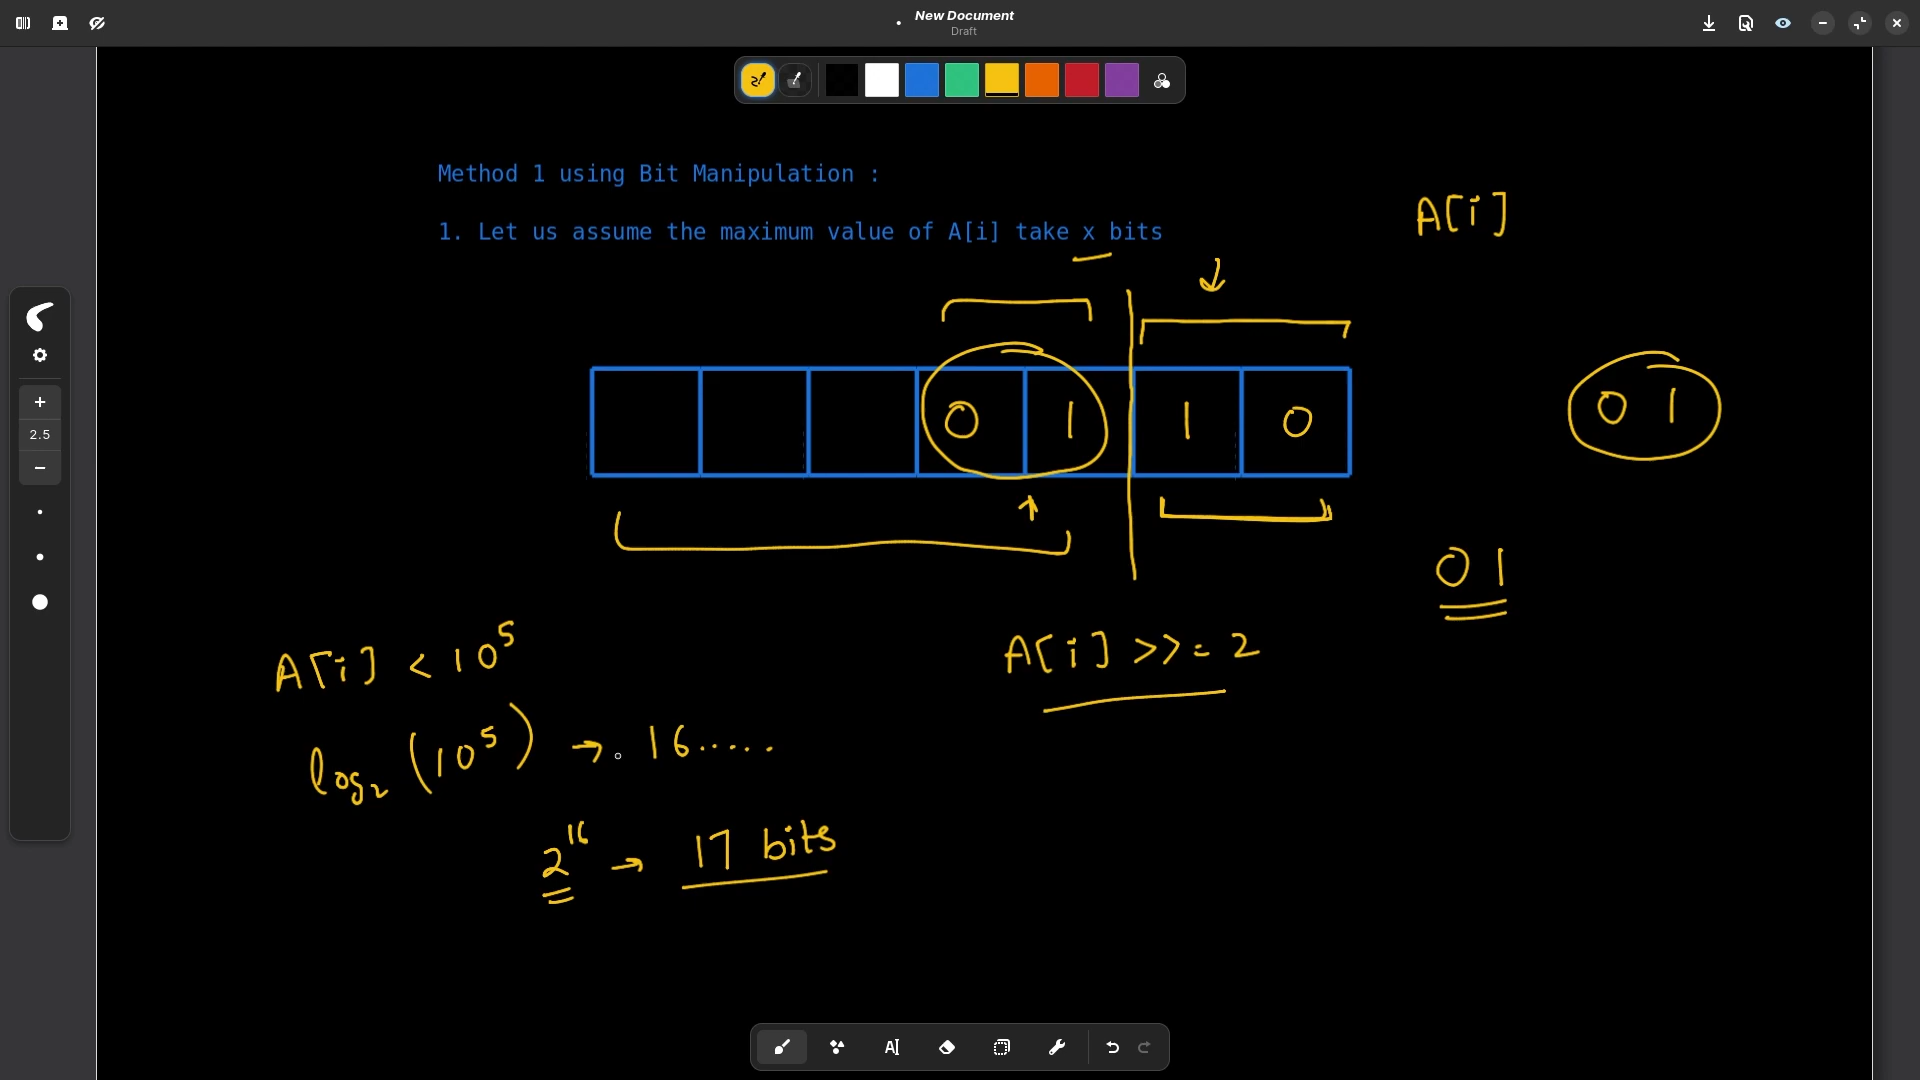 New Document
Draft
Method 1 using Bit Manipulation :
1. Let us assume the maximum value of A[i] take x bits
A[i]
0 1 1 0
0 1
0 1
A[i] < 10^5
A[i] >>= 2
log₂ (10^5) → 16.....
2^16 → 17 bits
+
2.5
−
A